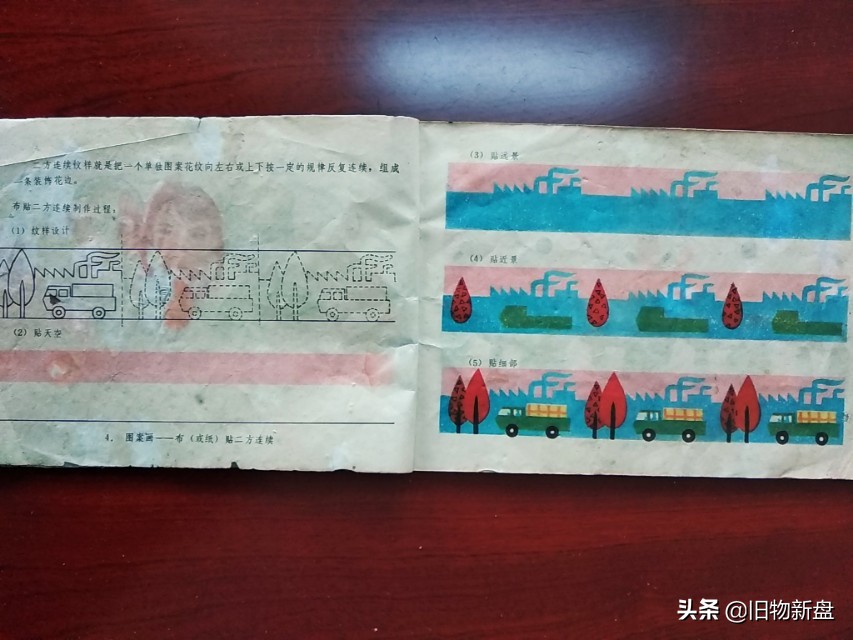 二方连续纹样就是把一个单独图案花纹向左右或上下按一定的规律反复连续，组成
一条装饰花边。
布贴二方连续制作过程：
(1) 纹样设计
(2) 贴天空
4. 图案画——布（或纸）贴二方连续
(3) 贴远景
(4) 贴近景
(5) 贴细部
头条 @旧物新盘